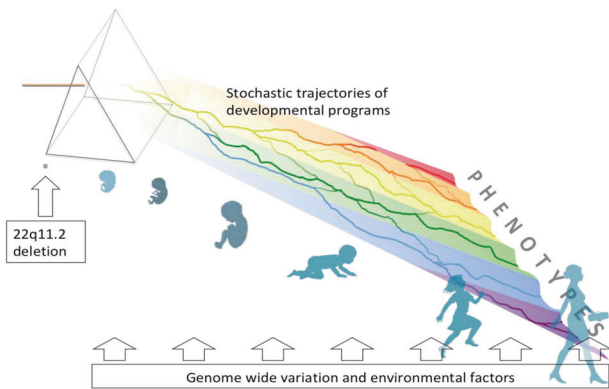 Stochastic trajectories of
developmental programs
PHENOTYPES
22q11.2
deletion
Genome wide variation and environmental factors